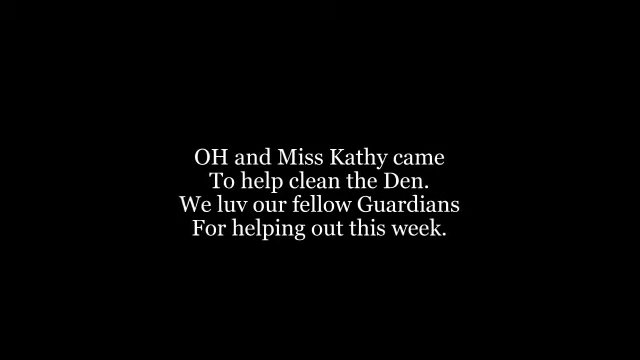 OH and Miss Kathy came
To help clean the Den.
We luv our fellow Guardians
For helping out this week.